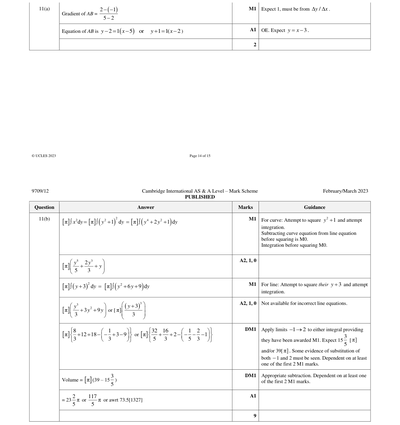 11(a)
Gradient of AB = (2 − (−1))/(5 − 2)
M1
Expect 1, must be from Δy / Δx .
Equation of AB is y − 2 = 1(x − 5) or y + 1 = 1(x − 2)
A1
OE. Expect y = x − 3 .
2
© UCLES 2023
Page 14 of 15
9709/12
Cambridge International AS & A Level – Mark Scheme
February/March 2023
PUBLISHED
Question
Answer
Marks
Guidance
11(b)
[π]∫x²dy = [π]∫(y² + 1)² dy = [π]∫(y⁴ + 2y² + 1)dy
M1
For curve: Attempt to square y² + 1 and attempt
integration.
Subtracting curve equation from line equation
before squaring is M0.
Integration before squaring M0.
[π](y⁵/5 + 2y³/3 + y)
A2, 1, 0
[π]∫(y + 3)² dy = [π]∫(y² + 6y + 9)dy
M1
For line: Attempt to square their y + 3 and attempt
integration.
[π](y³/3 + 3y² + 9y) or [π]((y + 3)³/3)
A2, 1, 0
Not available for incorrect line equations.
[π]{8/3 + 12 + 18 − (−1/3 + 3 − 9)} or [π]{32/5 + 16/3 + 2 − (−1/5 − 2/3 − 1)}
DM1
Apply limits −1 → 2 to either integral providing
they have been awarded M1. Expect 15 3/5 [π]
and/or 39[π] . Some evidence of substitution of
both −1 and 2 must be seen. Dependent on at least
one of the first 2 M1 marks.
Volume = [π](39 − 15 3/5)
DM1
Appropriate subtraction. Dependent on at least one
of the first 2 M1 marks.
= 23 2/5 π or 117/5 π or awrt 73.5[1327]
A1
9